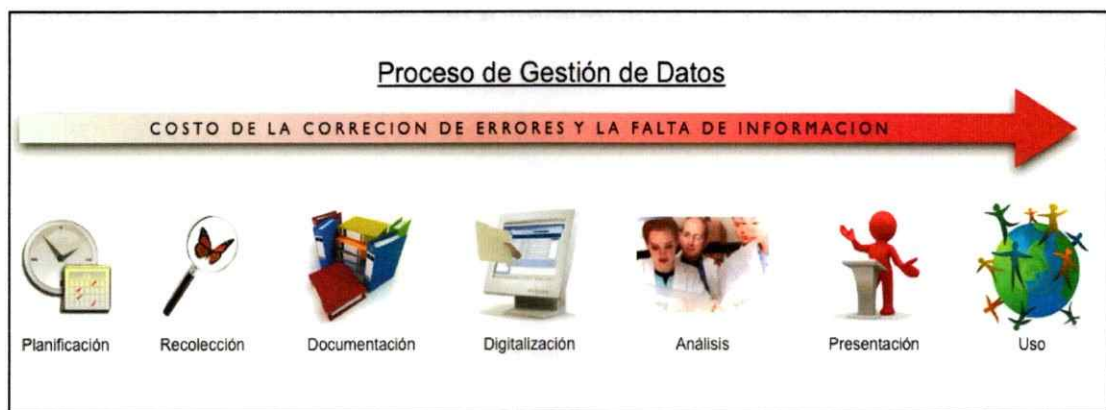 Proceso de Gestión de Datos
COSTO DE LA CORRECION DE ERRORES Y LA FALTA DE INFORMACION
Planificación
Recolección
Documentación
Digitalización
Análisis
Presentación
Uso